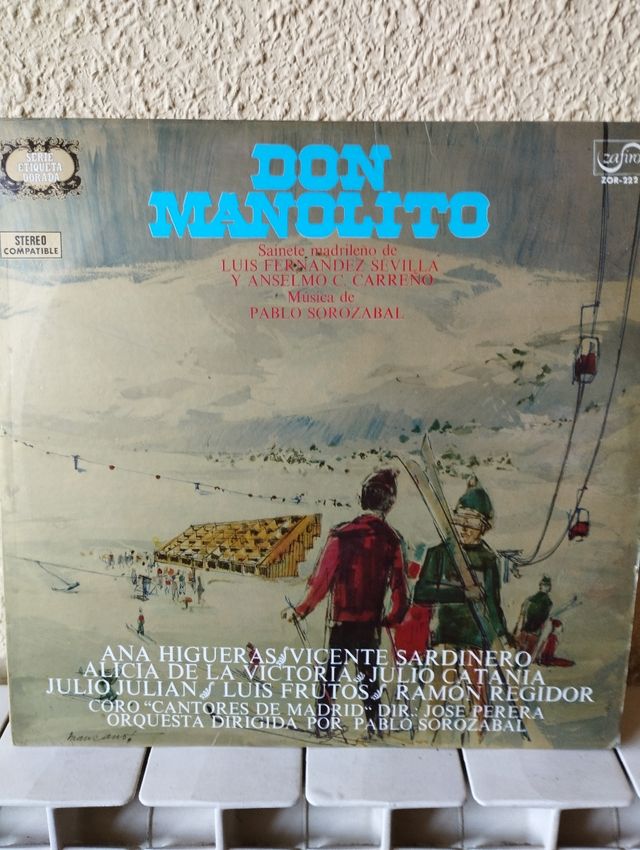 SERIE
ETIQUETA
DORADA
zafiro
ZOR-222
STEREO
COMPATIBLE
DON
MANOLITO
Sainete madrileño de
LUIS FERNANDEZ SEVILLA
Y ANSELMO C. CARREÑO
Música de
PABLO SOROZABAL
ANA HIGUERAS VICENTE SARDINERO
ALICIA DE LA VICTORIA JULIO CATANIA
JULIO JULIAN LUIS FRUTOS RAMÓN REGIDOR
CORO "CANTORES DE MADRID" DIR.: JOSE PERERA
ORQUESTA DIRIGIDA POR: PABLO SOROZABAL